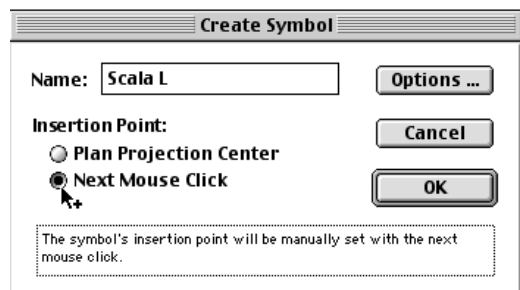 Create Symbol
Name: Scala L
Options ...
Insertion Point:
Cancel
Plan Projection Center
Next Mouse Click
OK
The symbol's insertion point will be manually set with the next
mouse click.